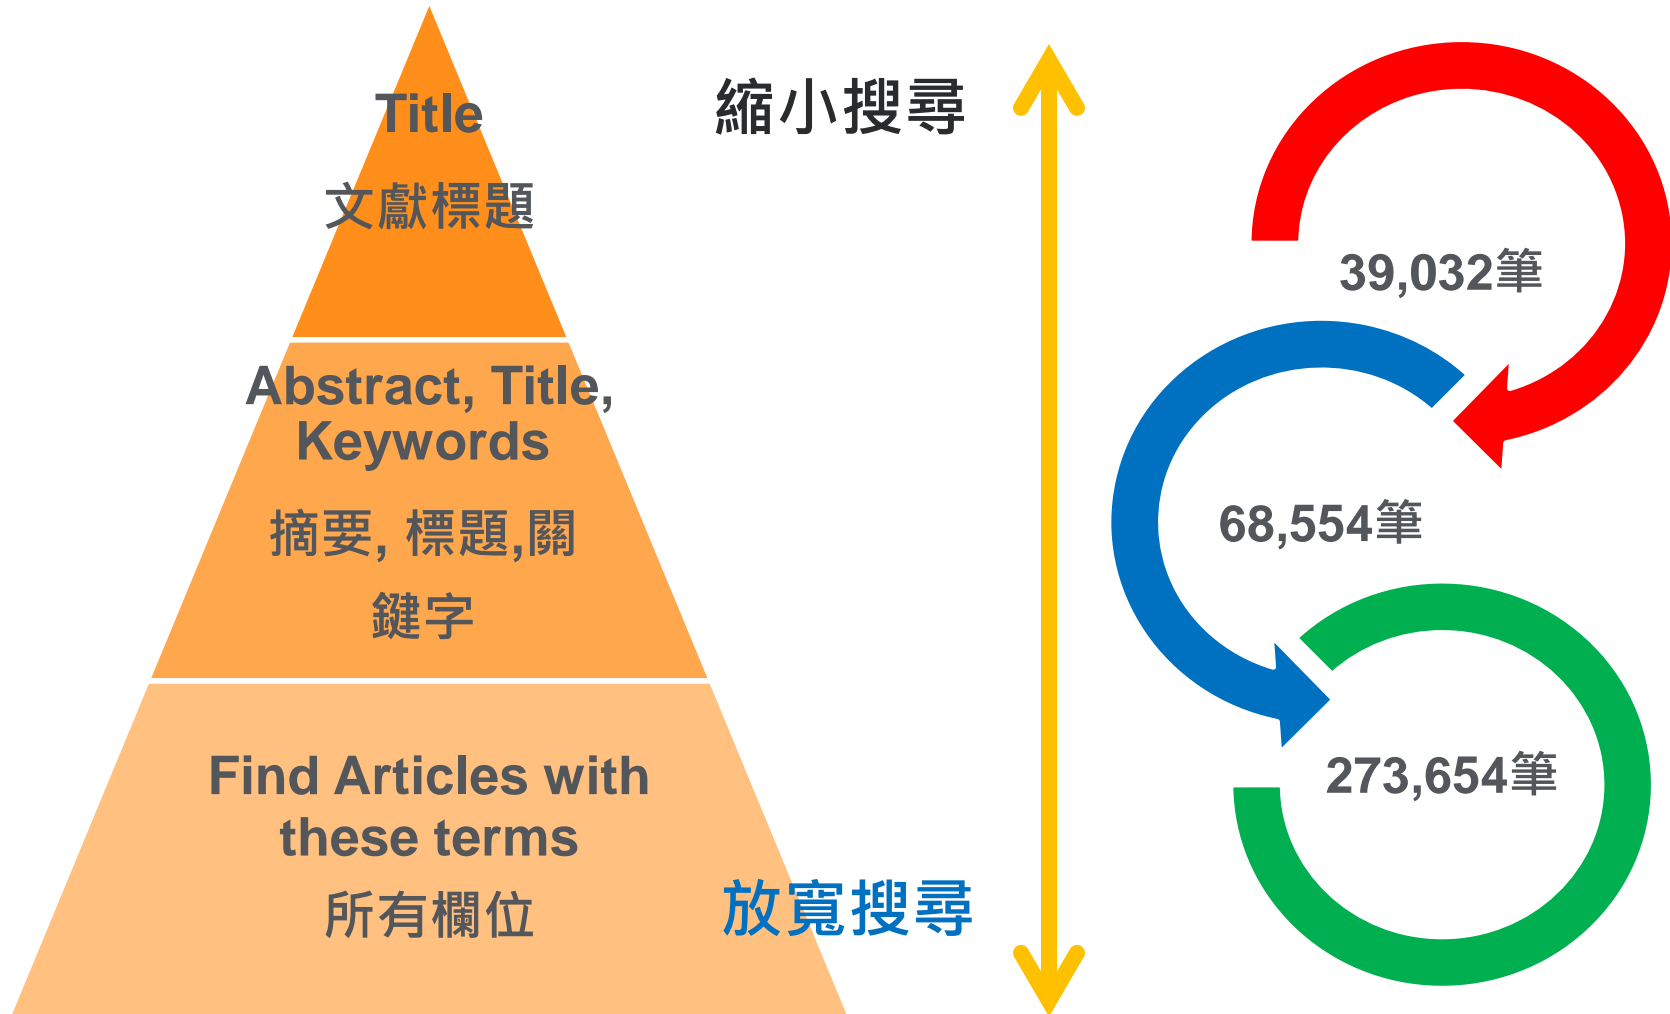 Title
文獻標題
Abstract, Title,
Keywords
摘要, 標題,關
鍵字
Find Articles with
these terms
所有欄位
縮小搜尋
放寬搜尋
39,032筆
68,554筆
273,654筆